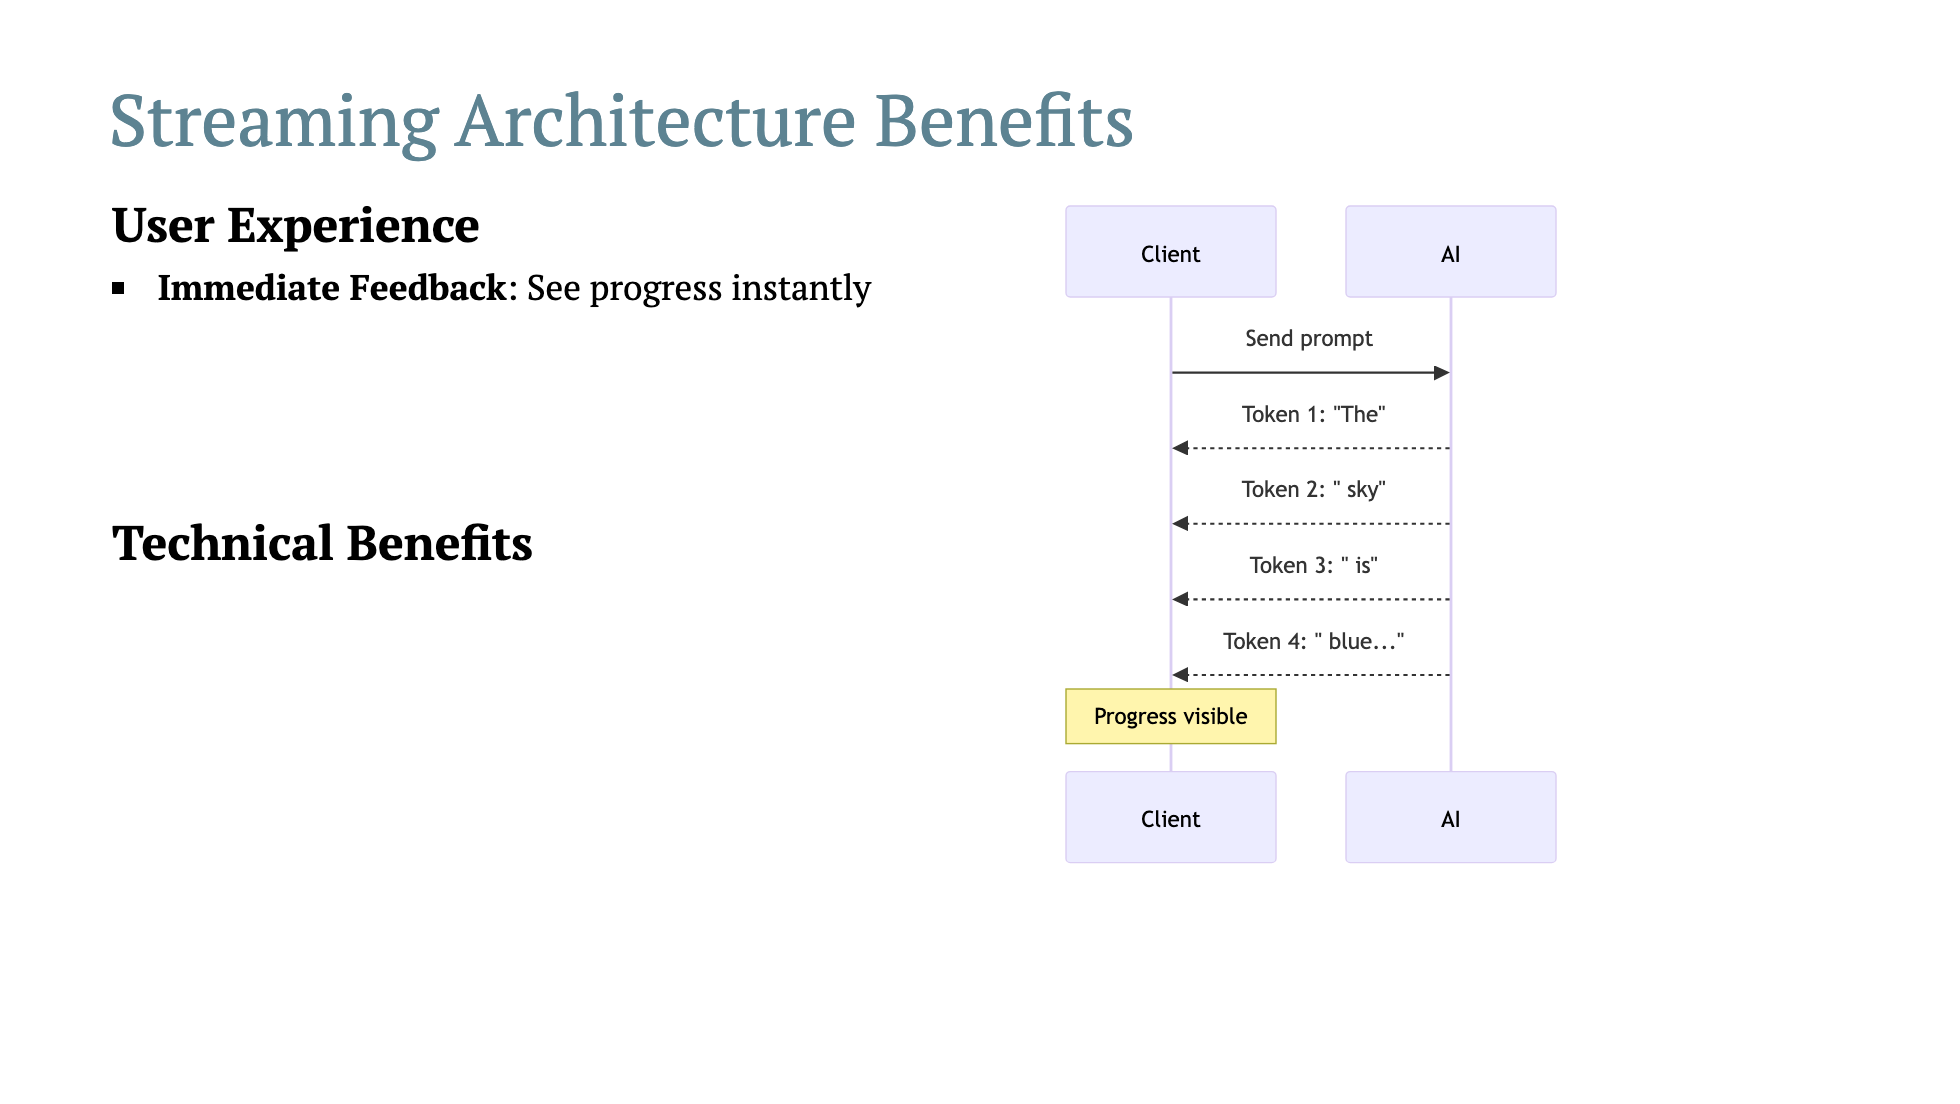 Streaming Architecture Benefits
User Experience
▪ Immediate Feedback: See progress instantly
Technical Benefits
Client
AI
Send prompt
Token 1: "The"
Token 2: " sky"
Token 3: " is"
Token 4: " blue..."
Progress visible
Client
AI